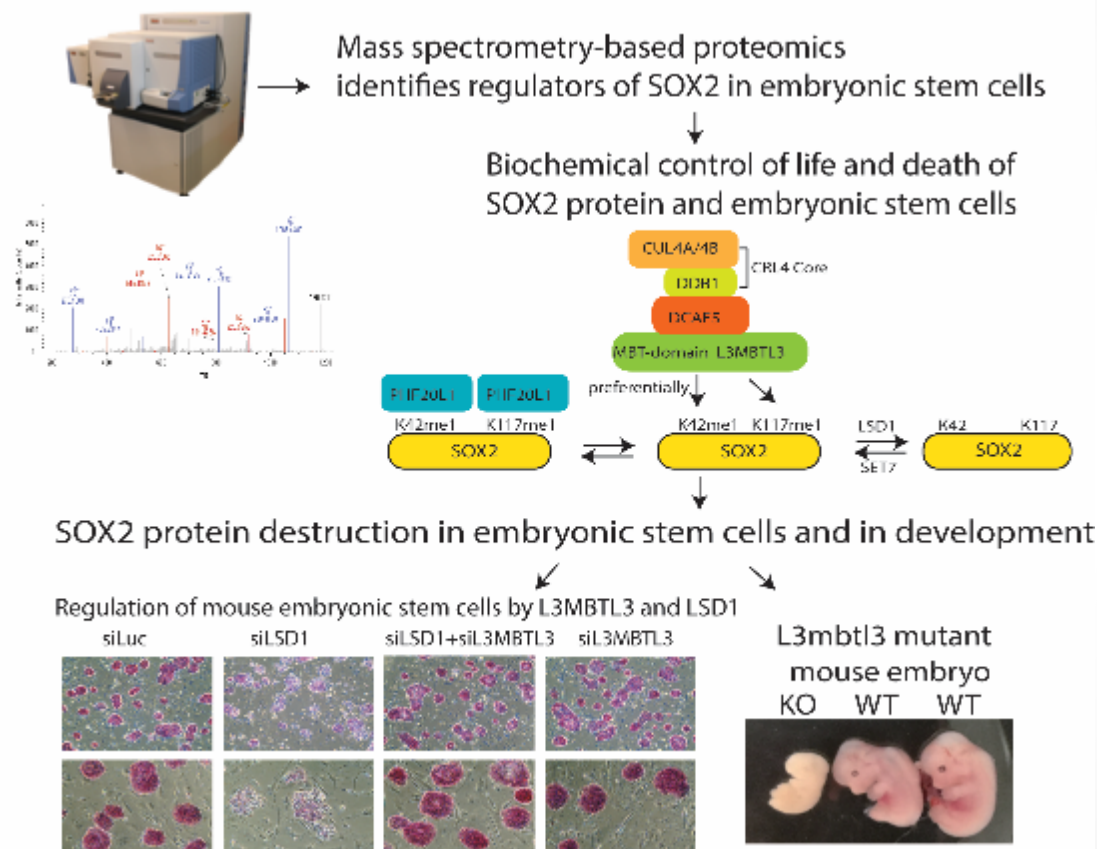 Mass spectrometry-based proteomics
identifies regulators of SOX2 in embryonic stem cells
Biochemical control of life and death of
SOX2 protein and embryonic stem cells
CUL4A/4B
DDB1
CRL4 Core
DCAF5
MBT-domain L3MBTL3
preferentially
PHF20L1 PHF20L1
K42me1 K117me1
SOX2
K42me1 K117me1
SOX2
LSD1
SET7
K42 K117
SOX2
SOX2 protein destruction in embryonic stem cells and in development
Regulation of mouse embryonic stem cells by L3MBTL3 and LSD1
siLuc siLSD1 siLSD1+siL3MBTL3 siL3MBTL3
L3mbtl3 mutant
mouse embryo
KO WT WT